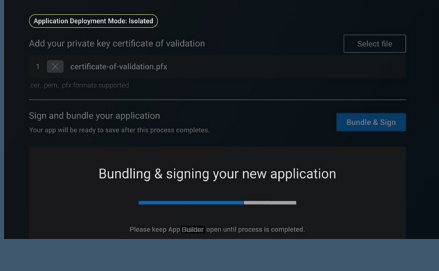 Application Deployment Mode: Isolated
Add your private key certificate of validation
Select file
1 certificate-of-validation.pfx
.cer, .pem, .pfx formats supported
Sign and bundle your application
Your app will be ready to save after this process completes.
Bundle & Sign
Bundling & signing your new application
Please keep App Builder open until process is completed.